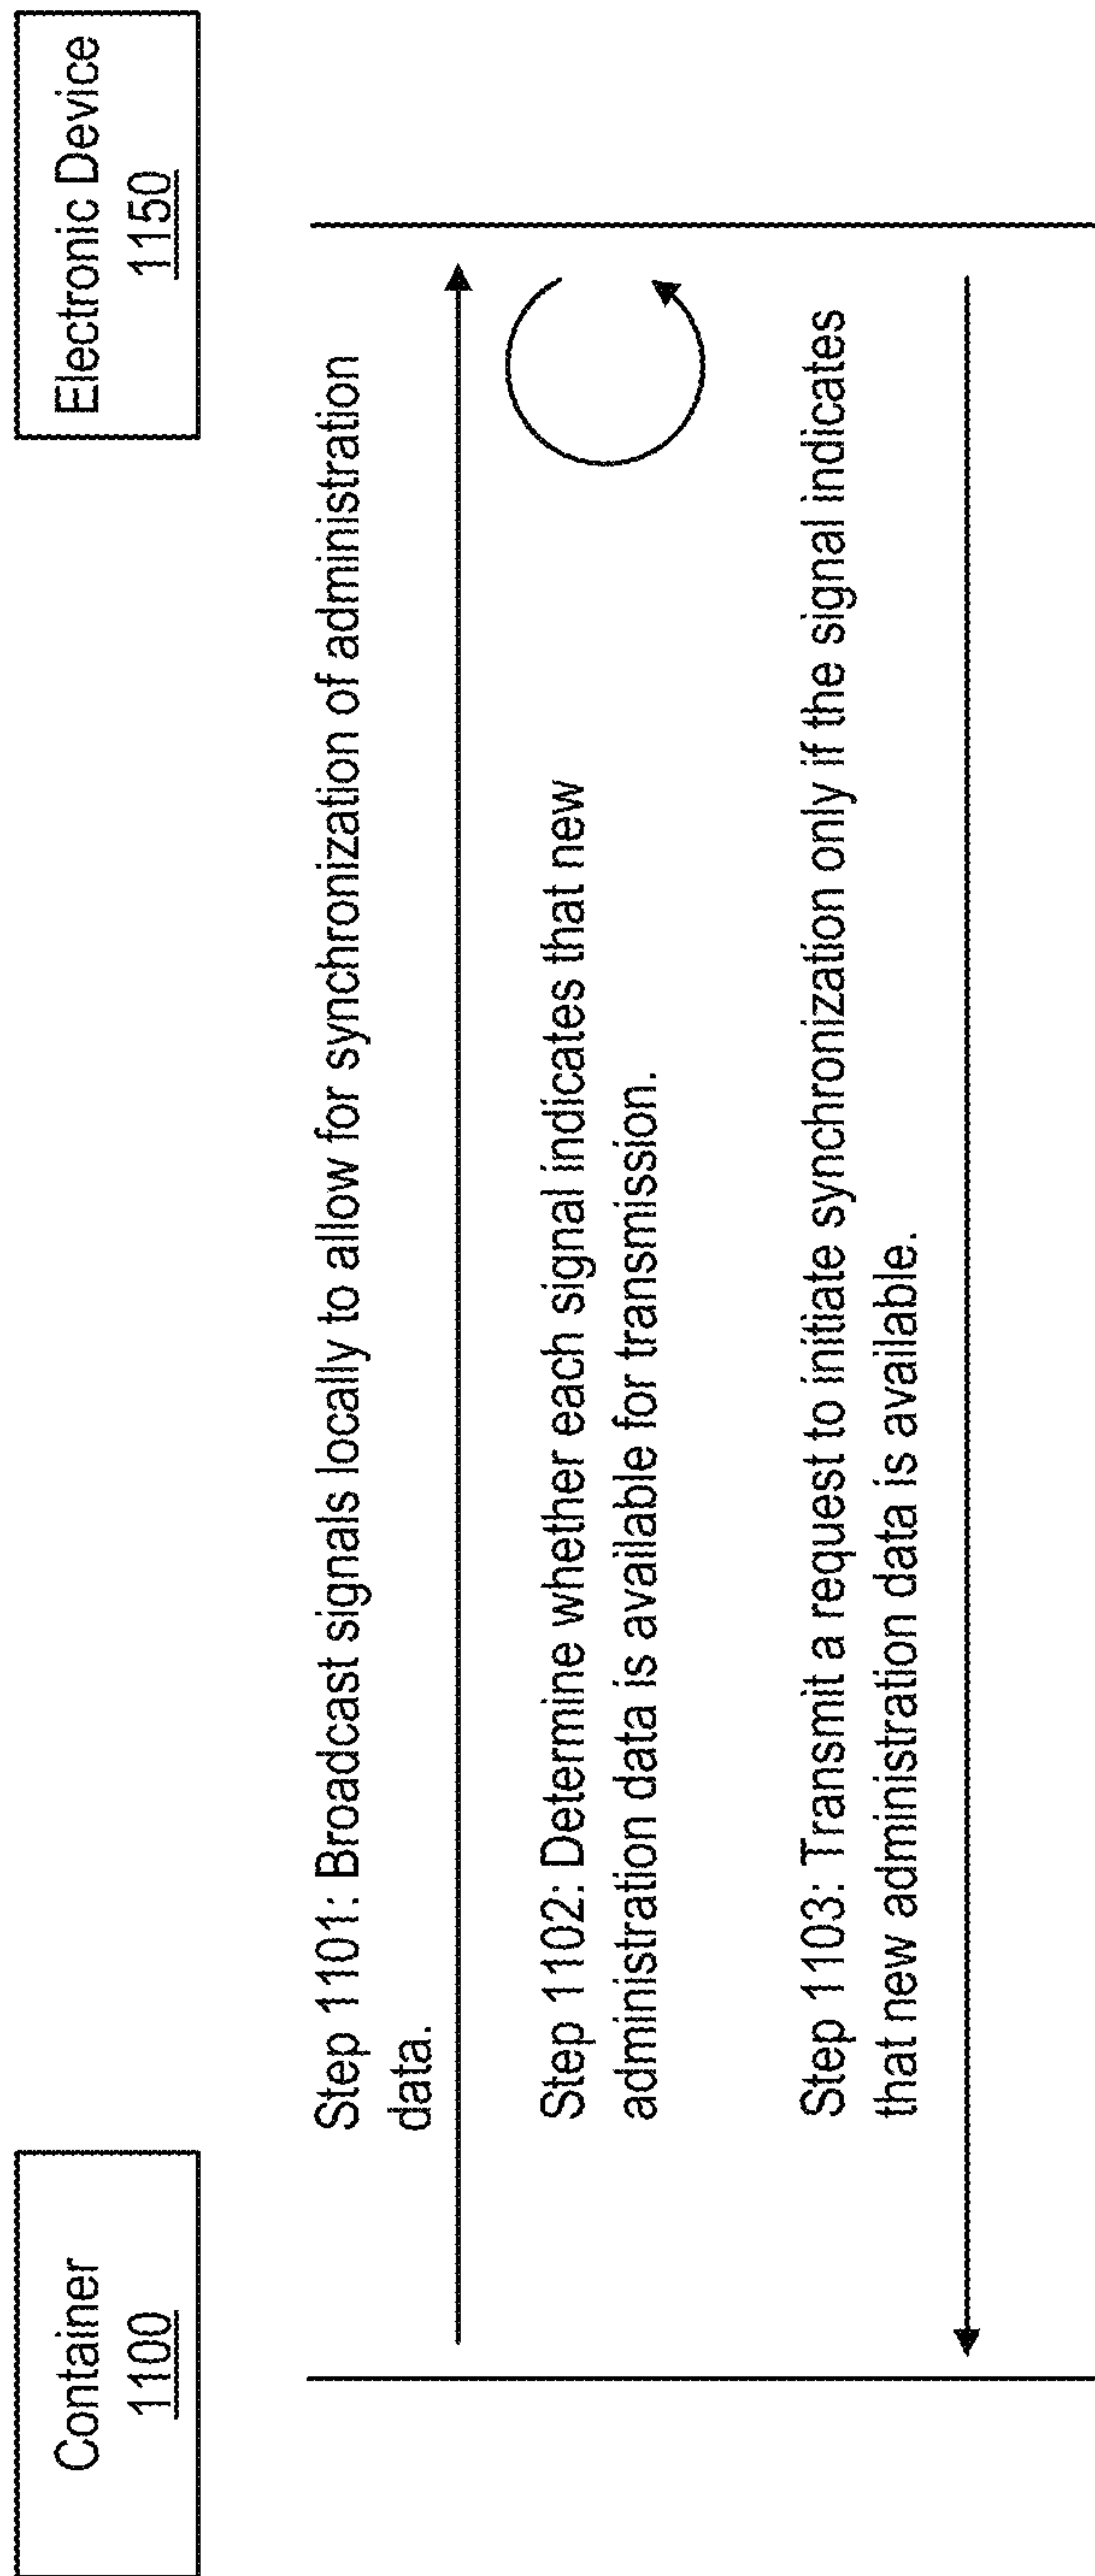 Container
1100
Electronic Device
1150
Step 1101: Broadcast signals locally to allow for synchronization of administration
data.
Step 1102: Determine whether each signal indicates that new
administration data is available for transmission.
Step 1103: Transmit a request to initiate synchronization only if the signal indicates
that new administration data is available.